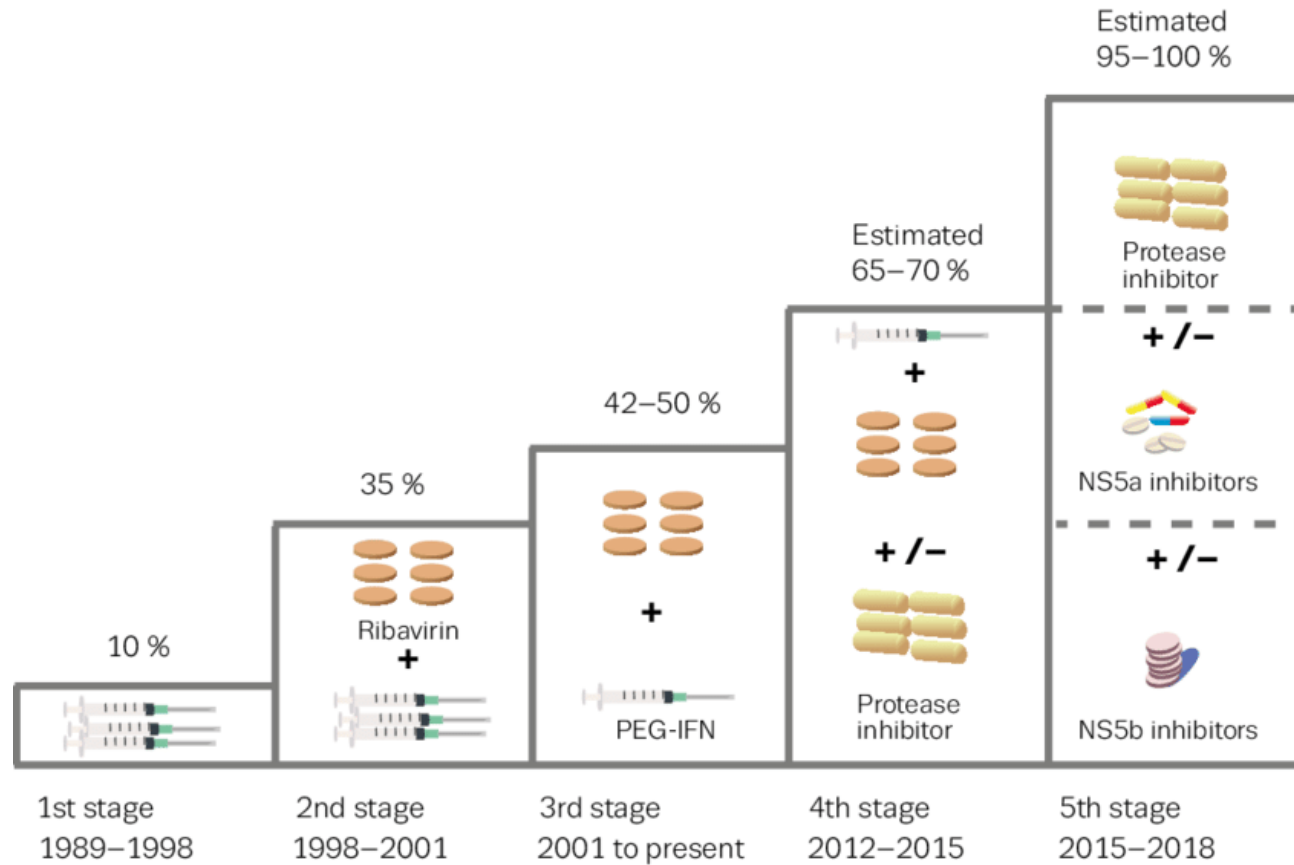 Estimated
95–100 %
Protease
inhibitor
+ /−
NS5a inhibitors
+ /−
NS5b inhibitors
Estimated
65–70 %
+
+ /−
Protease
inhibitor
42–50 %
+
PEG-IFN
35 %
Ribavirin
+
10 %
1st stage
1989–1998
2nd stage
1998–2001
3rd stage
2001 to present
4th stage
2012–2015
5th stage
2015–2018